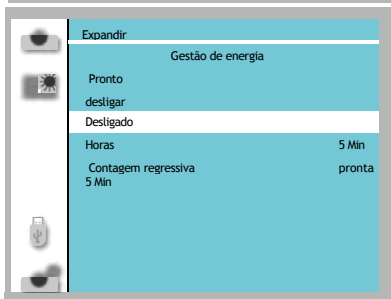 Expandir
Gestão de energia
Pronto
desligar
Desligado
Horas 5 Min
Contagem regressiva pronta
5 Min